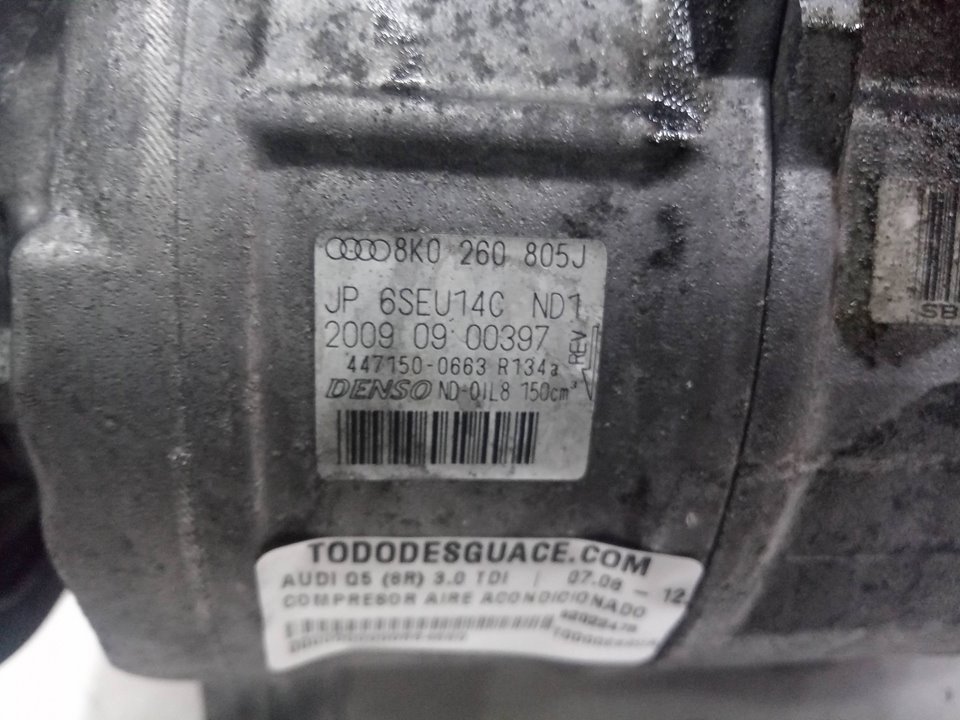 8K0 260 805J
JP 6SEU14C ND1
2009 09 00397
REV
447150-0663 R134a
DENSO ND-OIL8 150cm³
SB
TODODESGUACE.COM
AUDI Q5 (8R) 3.0 TDI | 07.08 - 12
COMPRESOR AIRE ACONDICIONADO